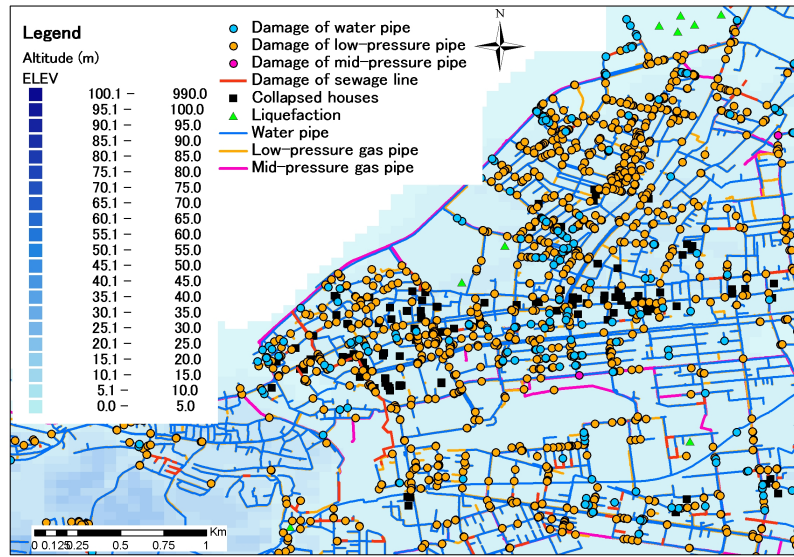 Legend
Altitude (m)
ELEV
100.1 – 990.0
95.1 – 100.0
90.1 – 95.0
85.1 – 90.0
80.1 – 85.0
75.1 – 80.0
70.1 – 75.0
65.1 – 70.0
60.1 – 65.0
55.1 – 60.0
50.1 – 55.0
45.1 – 50.0
40.1 – 45.0
35.1 – 40.0
30.1 – 35.0
25.1 – 30.0
20.1 – 25.0
15.1 – 20.0
10.1 – 15.0
5.1 – 10.0
0.0 – 5.0
Damage of water pipe
Damage of low-pressure pipe
Damage of mid-pressure pipe
Damage of sewage line
Collapsed houses
Liquefaction
Water pipe
Low-pressure gas pipe
Mid-pressure gas pipe
N
Km
0 0.125 0.25 0.5 0.75 1